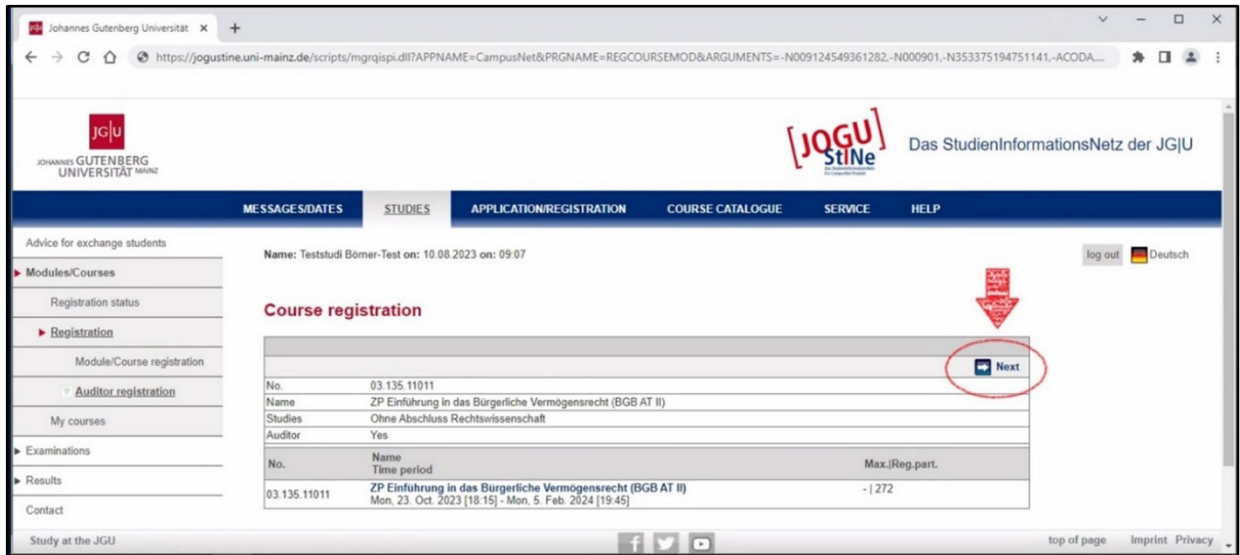 Johannes Gutenberg Universität
https://jogustine.uni-mainz.de/scripts/mgrqispi.dll?APPNAME=CampusNet&PRGNAME=REGCOURSEMOD&ARGUMENTS=-N009124549361282,-N000901,-N353375194751141,-ACODA,...
JG|U
JOHANNES GUTENBERG
UNIVERSITÄT MAINZ
JOGU
StINe
Das StudienInformationsNetz der JG|U
MESSAGES/DATES STUDIES APPLICATION/REGISTRATION COURSE CATALOGUE SERVICE HELP
Advice for exchange students
Modules/Courses
Registration status
Registration
Module/Course registration
Auditor registration
My courses
Examinations
Results
Contact
Name: Teststudi Börner-Test on: 10.08.2023 on: 09:07
log out Deutsch
Course registration
Next
No. 03.135.11011
Name ZP Einführung in das Bürgerliche Vermögensrecht (BGB AT II)
Studies Ohne Abschluss Rechtswissenschaft
Auditor Yes
No. Name Max.|Reg.part.
Time period
03.135.11011 ZP Einführung in das Bürgerliche Vermögensrecht (BGB AT II) - | 272
Mon, 23. Oct. 2023 [18:15] - Mon, 5. Feb. 2024 [19:45]
Study at the JGU
top of page Imprint Privacy